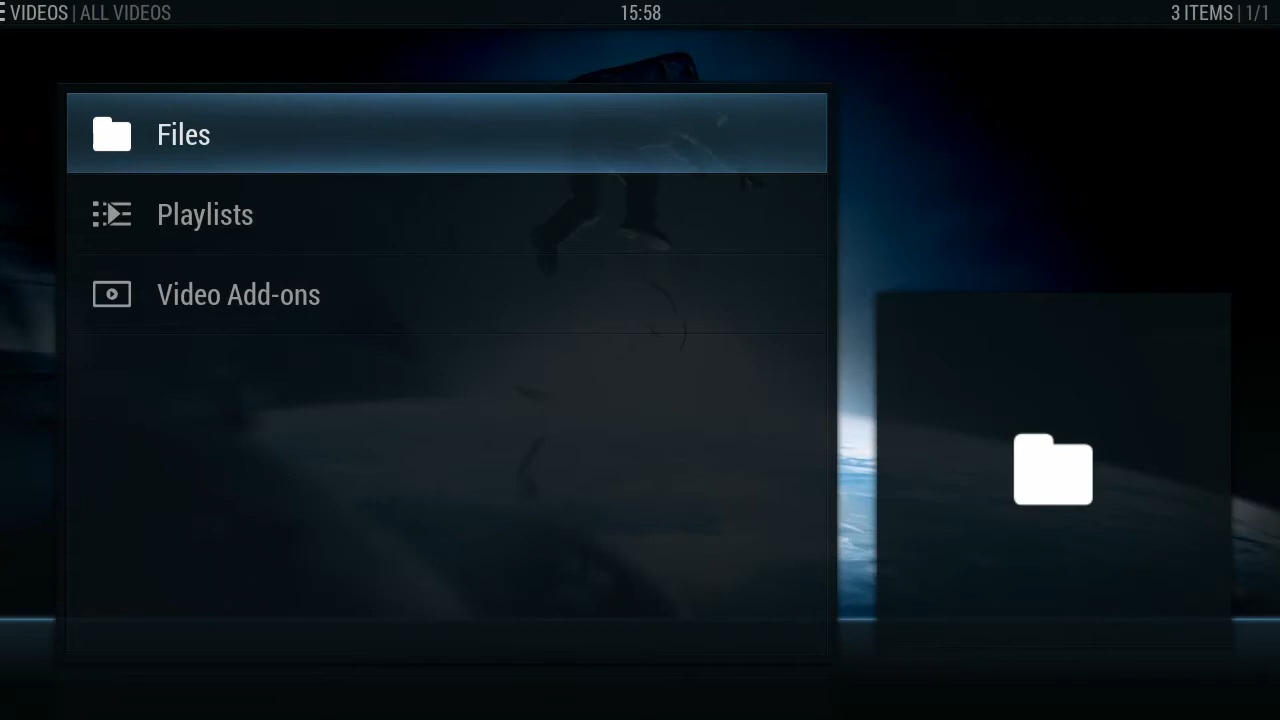 VIDEOS | ALL VIDEOS
15:58
3 ITEMS | 1/1
Files
Playlists
Video Add-ons